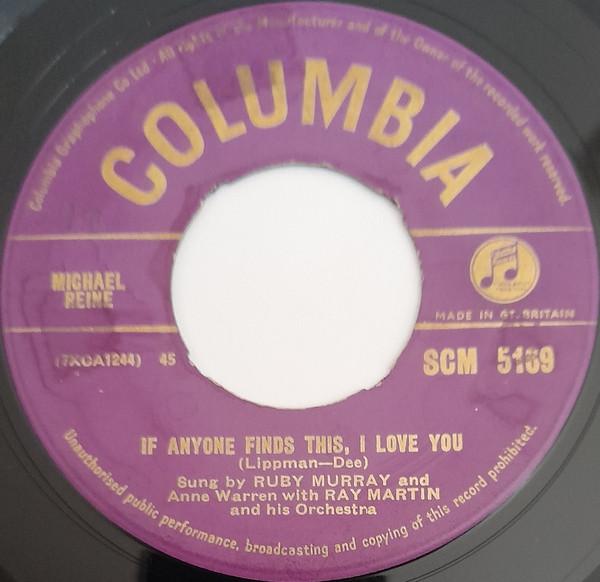 Columbia Graphophone Co Ltd · All rights of the Manufacturer and of the Owner of the recorded work reserved.
COLUMBIA
MICHAEL
REINE
MADE IN GT. BRITAIN
(7XCA1244) 45
SCM 5169
IF ANYONE FINDS THIS, I LOVE YOU
(Lippman—Dee)
Sung by RUBY MURRAY and
Anne Warren with RAY MARTIN
and his Orchestra
Unauthorised public performance, broadcasting and copying of this record prohibited.